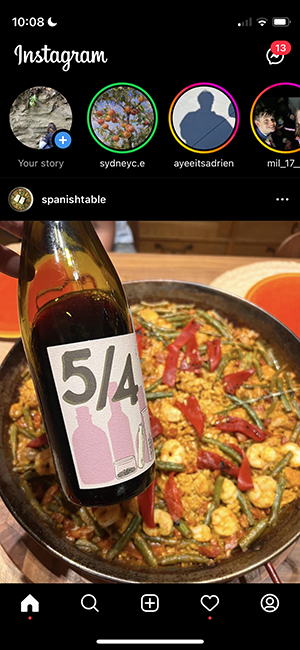 10:08
Instagram
13
Your story
sydneyc.e
ayeeitsadrien
mil_17_
spanishtable
5/4